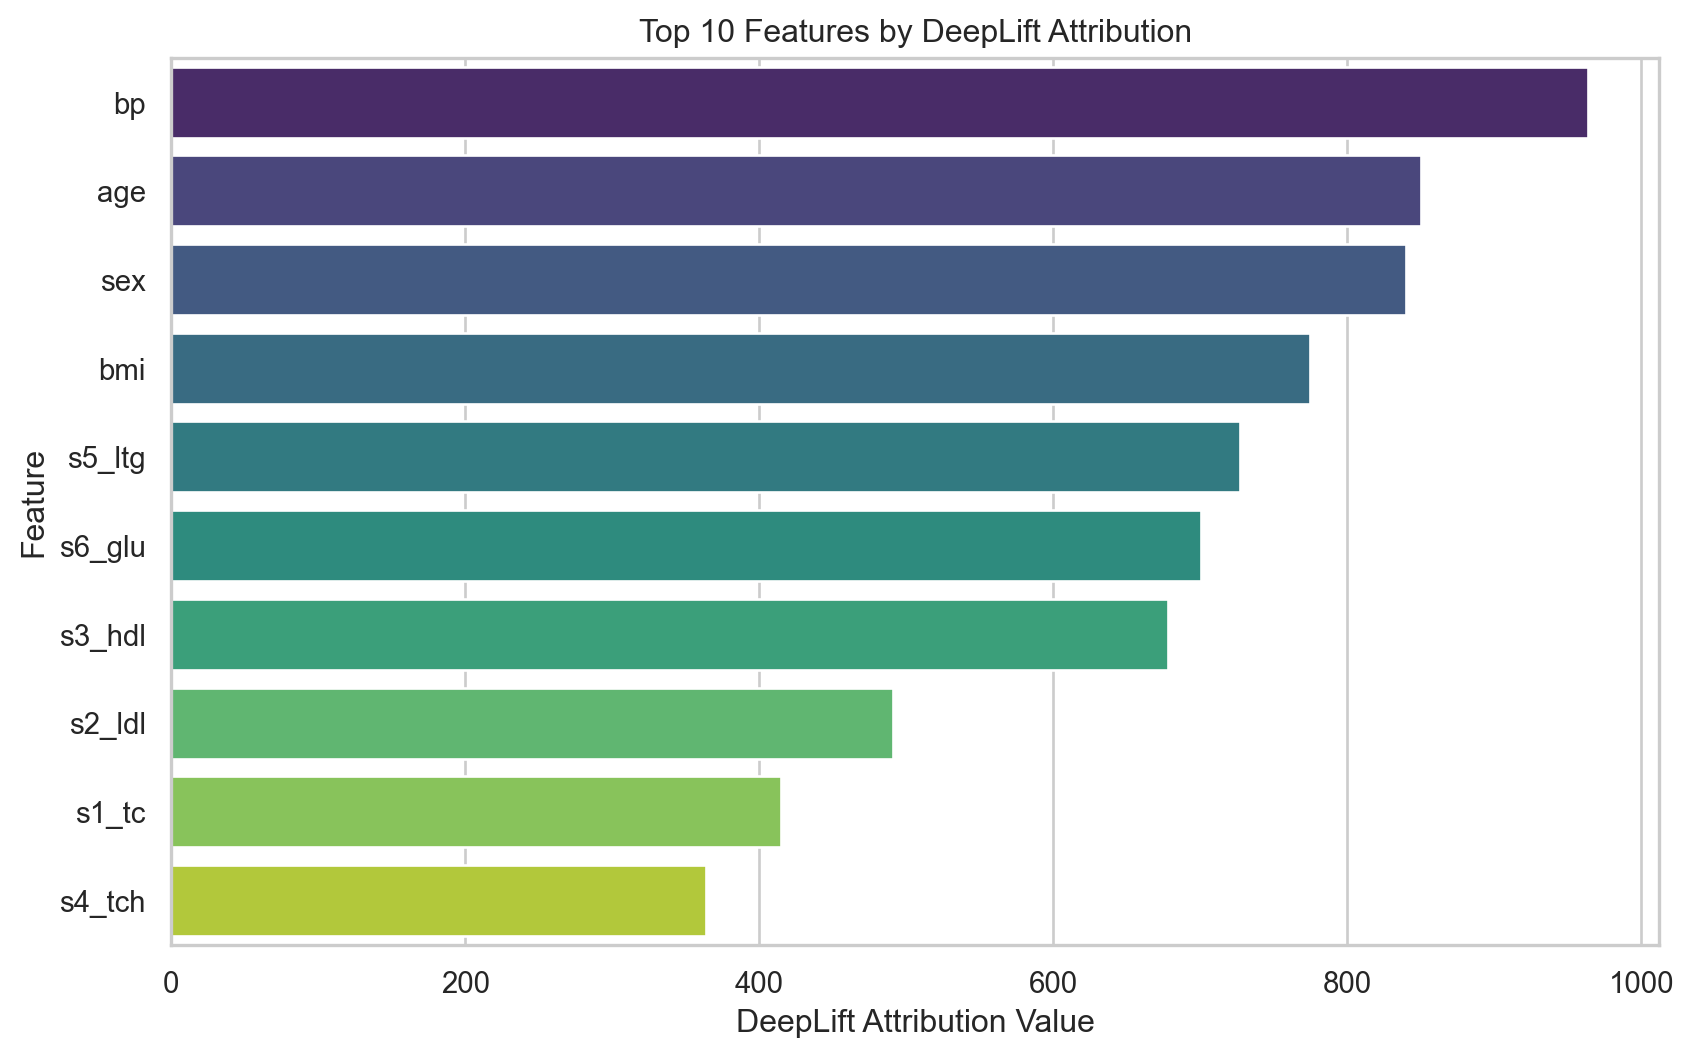 Top 10 Features by DeepLift Attribution
bp
age
sex
bmi
s5_ltg
s6_glu
s3_hdl
s2_ldl
s1_tc
s4_tch
Feature
0 200 400 600 800 1000
DeepLift Attribution Value